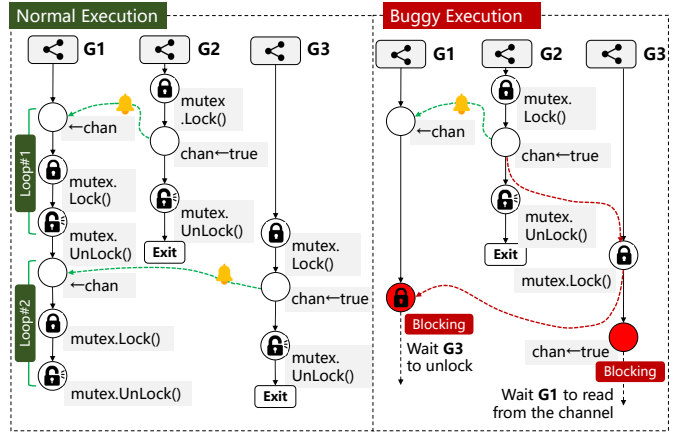 Normal Execution
G1
G2
G3
mutex
.Lock()
←chan
chan←true
Loop#1
mutex.
Lock()
mutex.
UnLock()
mutex.
UnLock()
Exit
mutex.
Lock()
←chan
chan←true
Loop#2
mutex.Lock()
mutex.
UnLock()
mutex.UnLock()
Exit
Buggy Execution
G1
G2
G3
mutex.
Lock()
←chan
chan←true
mutex.
UnLock()
Exit
mutex.Lock()
Blocking
Wait G3
to unlock
chan←true
Blocking
Wait G1 to read
from the channel